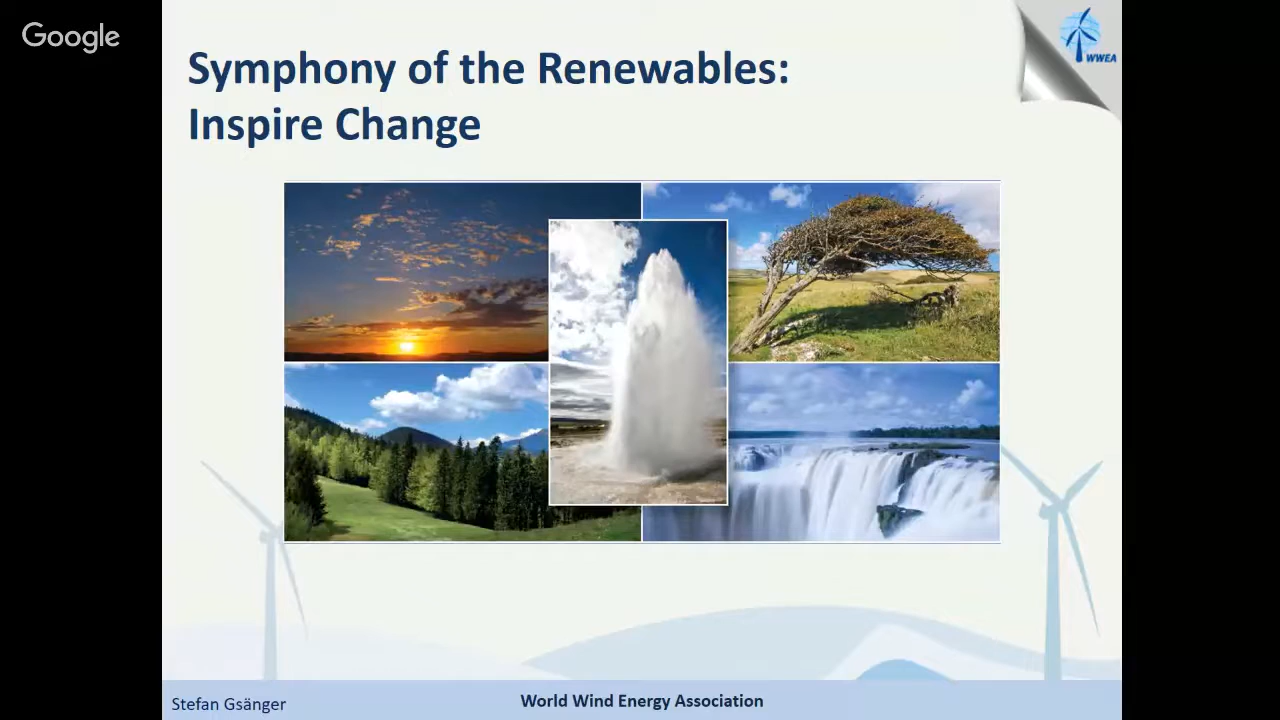 Google
WWEA
Symphony of the Renewables:
Inspire Change
Stefan Gsänger
World Wind Energy Association